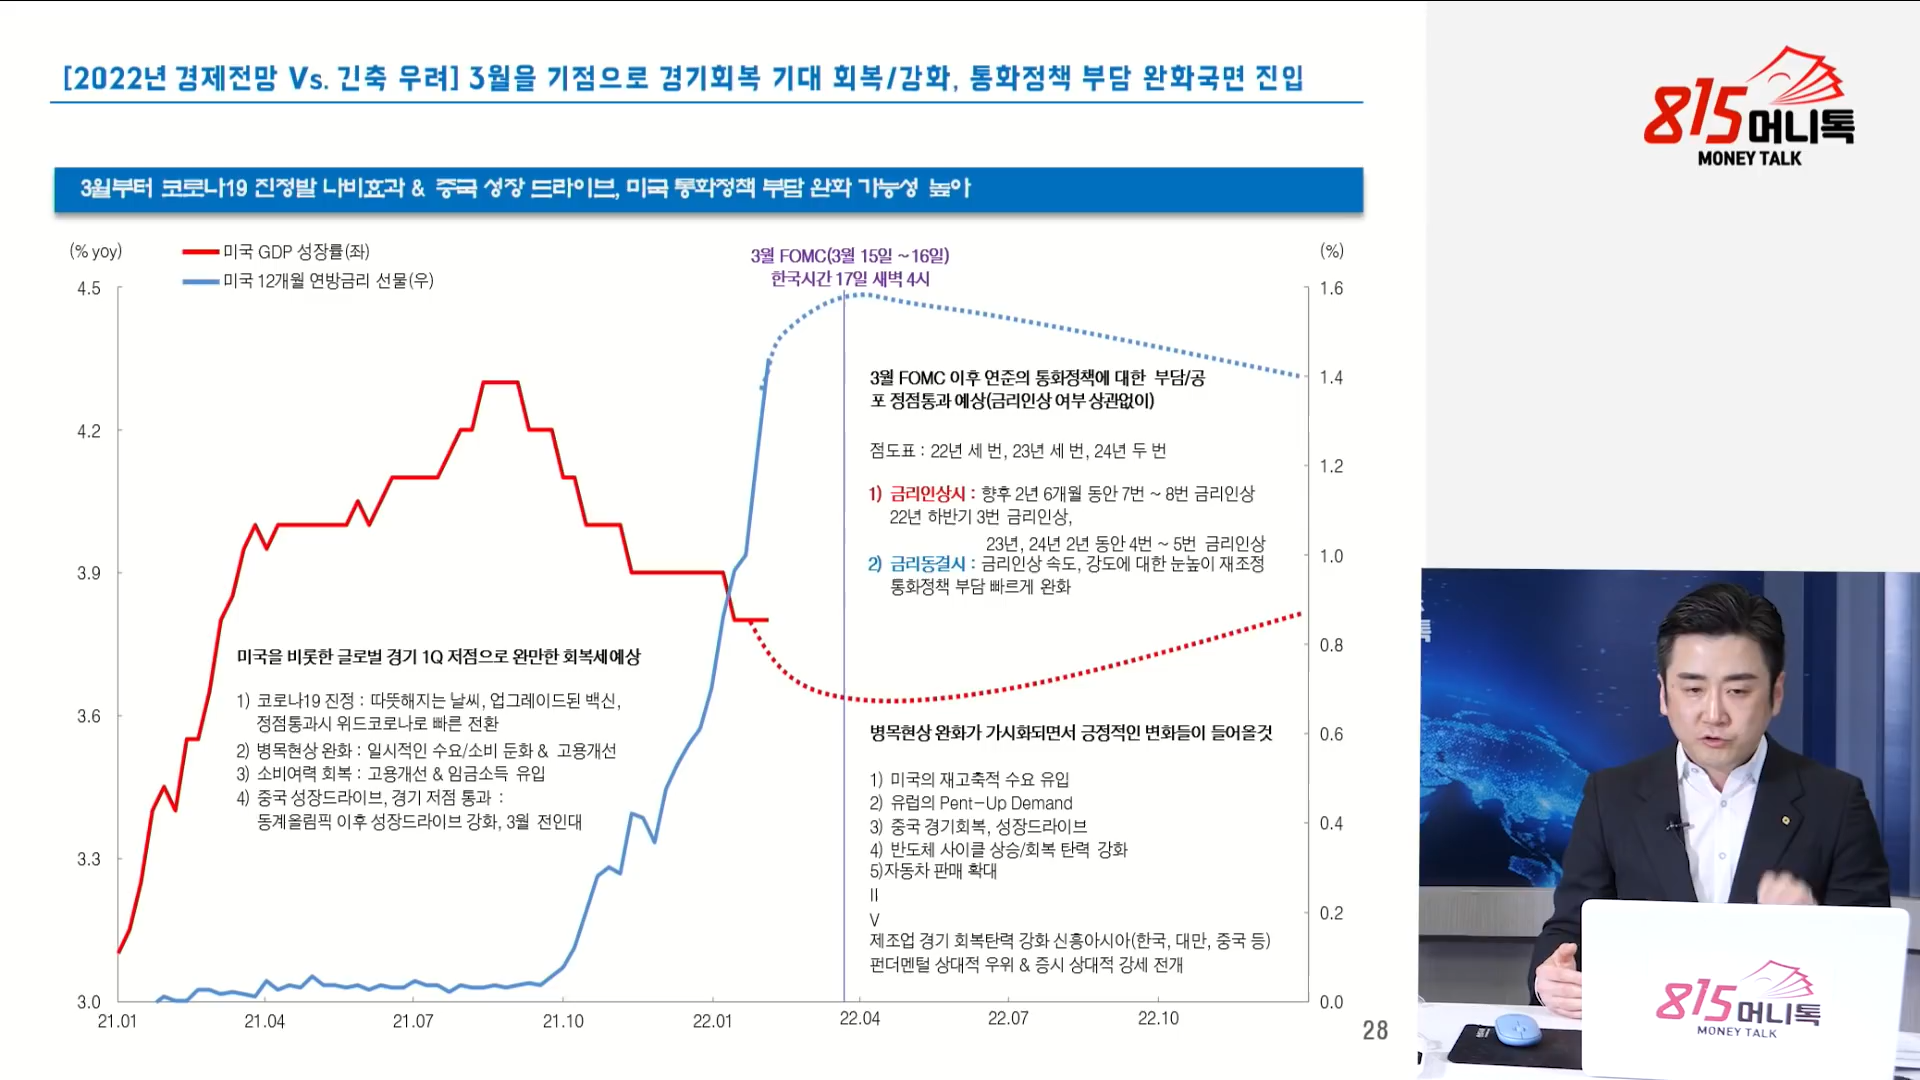 [2022년 경제전망 Vs. 긴축 우려] 3월을 기점으로 경기회복 기대 회복/강화, 통화정책 부담 완화국면 진입
815머니톡
MONEY TALK
3월부터 코로나19 진정발 나비효과 & 중국 성장 드라이브, 미국 통화정책 부담 완화 가능성 높아
(% yoy)
미국 GDP 성장률(좌)
미국 12개월 연방금리 선물(우)
3월 FOMC(3월 15일 ~16일)
한국시간 17일 새벽 4시
(%)
4.5
4.2
3.9
3.6
3.3
3.0
1.6
1.4
1.2
1.0
0.8
0.6
0.4
0.2
0.0
3월 FOMC 이후 연준의 통화정책에 대한 부담/공
포 정점통과 예상(금리인상 여부 상관없이)
점도표 : 22년 세 번, 23년 세 번, 24년 두 번
1) 금리인상시 : 향후 2년 6개월 동안 7번 ~ 8번 금리인상
22년 하반기 3번 금리인상,
23년, 24년 2년 동안 4번 ~ 5번 금리인상
2) 금리동결시 : 금리인상 속도, 강도에 대한 눈높이 재조정
통화정책 부담 빠르게 완화
미국을 비롯한 글로벌 경기 1Q 저점으로 완만한 회복세예상
1) 코로나19 진정 : 따뜻해지는 날씨, 업그레이드된 백신,
정점통과시 위드코로나로 빠른 전환
2) 병목현상 완화 : 일시적인 수요/소비 둔화 & 고용개선
3) 소비여력 회복 : 고용개선 & 임금소득 유입
4) 중국 성장드라이브, 경기 저점 통과 :
동계올림픽 이후 성장드라이브 강화, 3월 전인대
병목현상 완화가 가시화되면서 긍정적인 변화들이 들어올것
1) 미국의 재고축적 수요 유입
2) 유럽의 Pent-Up Demand
3) 중국 경기회복, 성장드라이브
4) 반도체 사이클 상승/회복 탄력 강화
5)자동차 판매 확대
II
V
제조업 경기 회복탄력 강화 신흥아시아(한국, 대만, 중국 등)
펀더멘털 상대적 우위 & 증시 상대적 강세 전개
21.01
21.04
21.07
21.10
22.01
22.04
22.07
22.10
28
톡
815머니톡
MONEY TALK